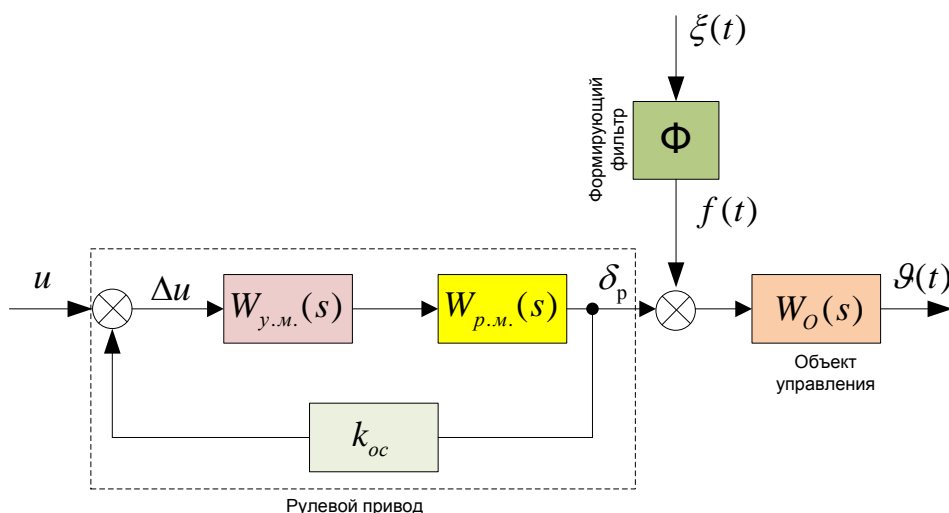 ξ(t)
Формирующий
фильтр
Ф
f(t)
u
Δu
W_{у.м.}(s)
W_{р.м.}(s)
δ_р
W_O(s)
ϑ(t)
Объект
управления
k_{oc}
Рулевой привод